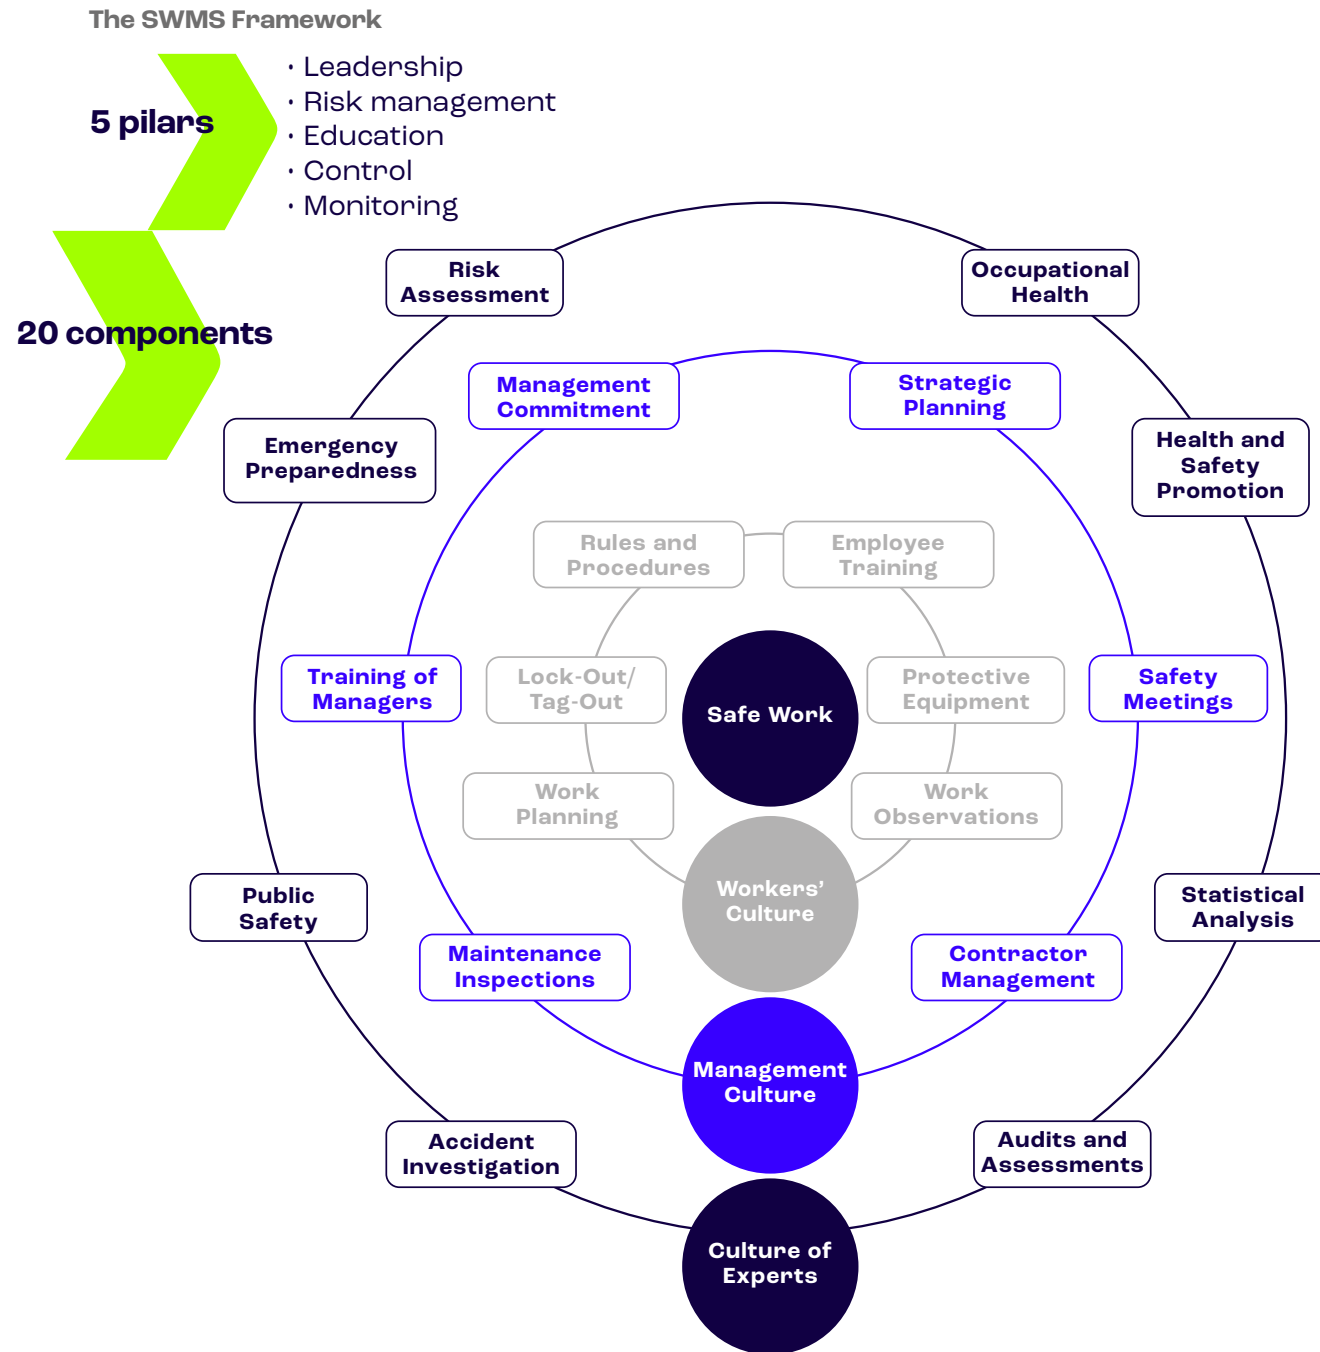 The SWMS Framework
5 pilars
· Leadership
· Risk management
· Education
· Control
· Monitoring
20 components
Risk
Assessment
Occupational
Health
Management
Commitment
Strategic
Planning
Emergency
Preparedness
Health and
Safety
Promotion
Rules and
Procedures
Employee
Training
Training of
Managers
Lock-Out/
Tag-Out
Safe Work
Protective
Equipment
Safety
Meetings
Work
Planning
Work
Observations
Public
Safety
Workers’
Culture
Statistical
Analysis
Maintenance
Inspections
Contractor
Management
Management
Culture
Accident
Investigation
Audits and
Assessments
Culture of
Experts